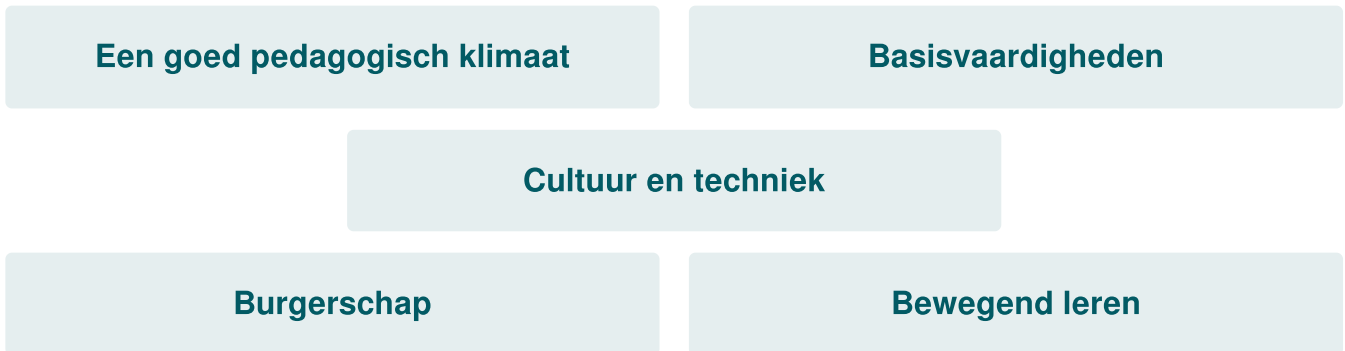 Een goed pedagogisch klimaat
Basisvaardigheden
Cultuur en techniek
Burgerschap
Bewegend leren